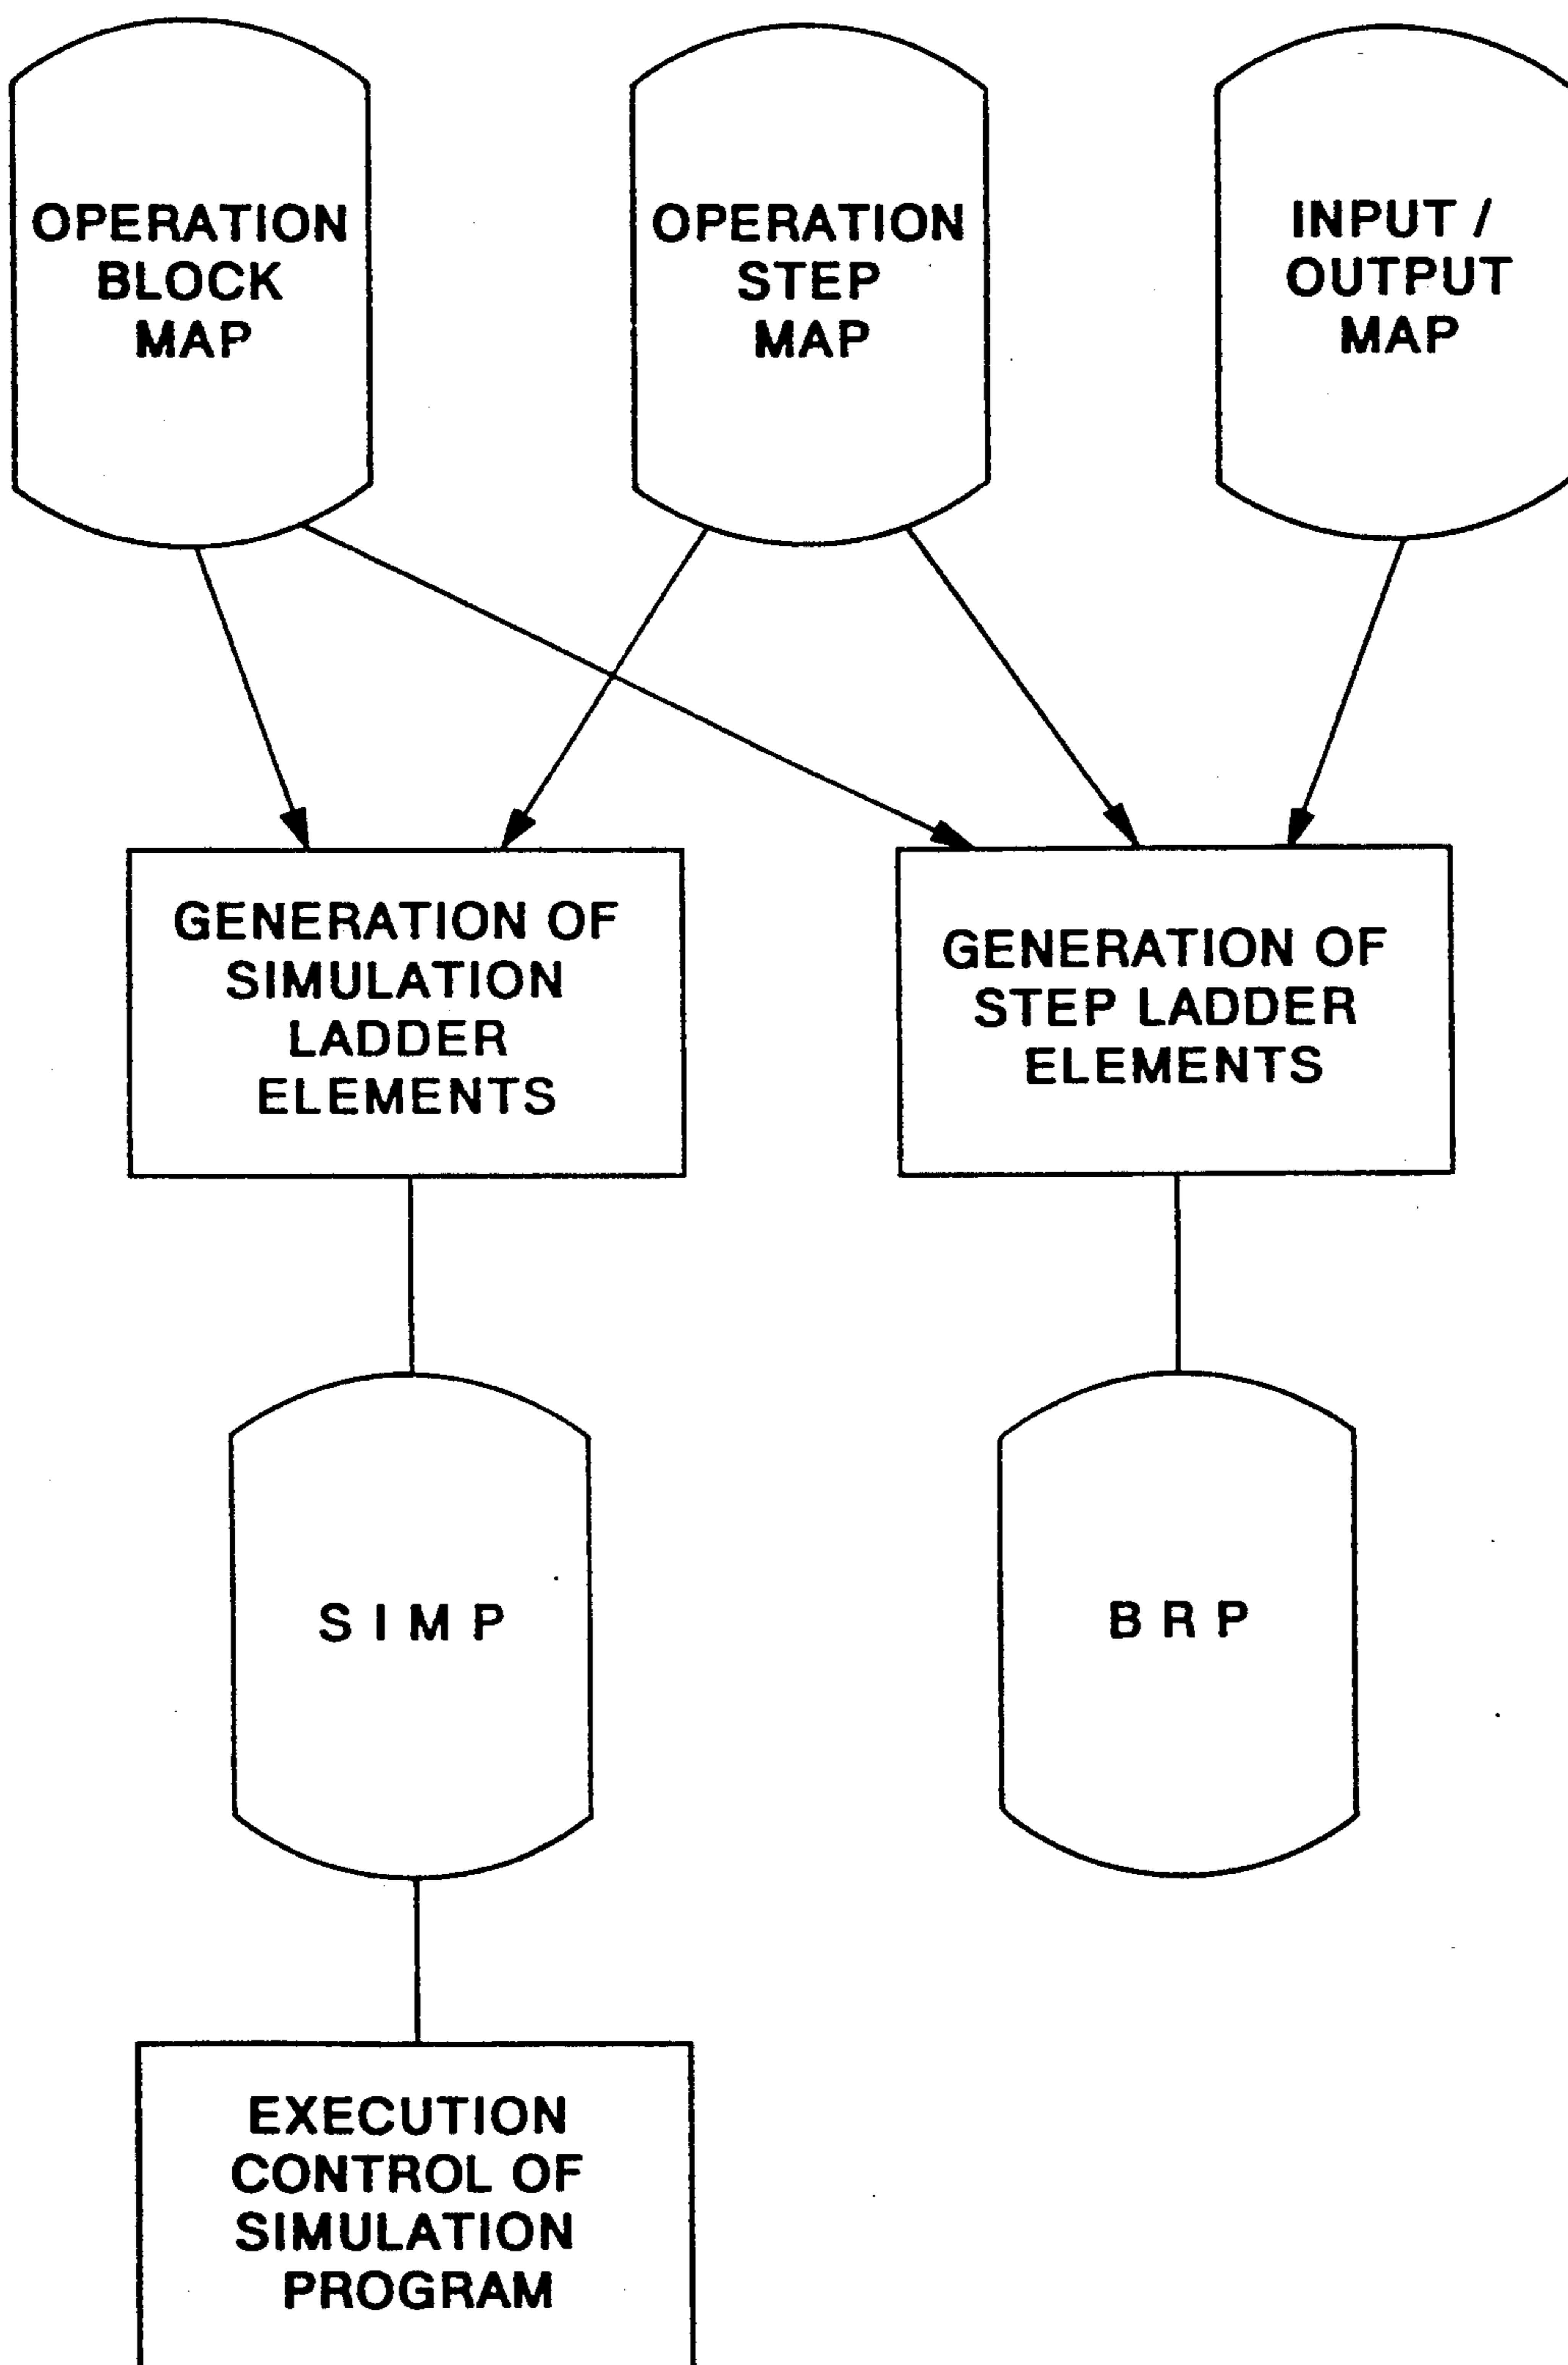 OPERATION
BLOCK
MAP
OPERATION
STEP
MAP
INPUT /
OUTPUT
MAP
GENERATION OF
SIMULATION
LADDER
ELEMENTS
GENERATION OF
STEP LADDER
ELEMENTS
S I M P
B R P
EXECUTION
CONTROL OF
SIMULATION
PROGRAM